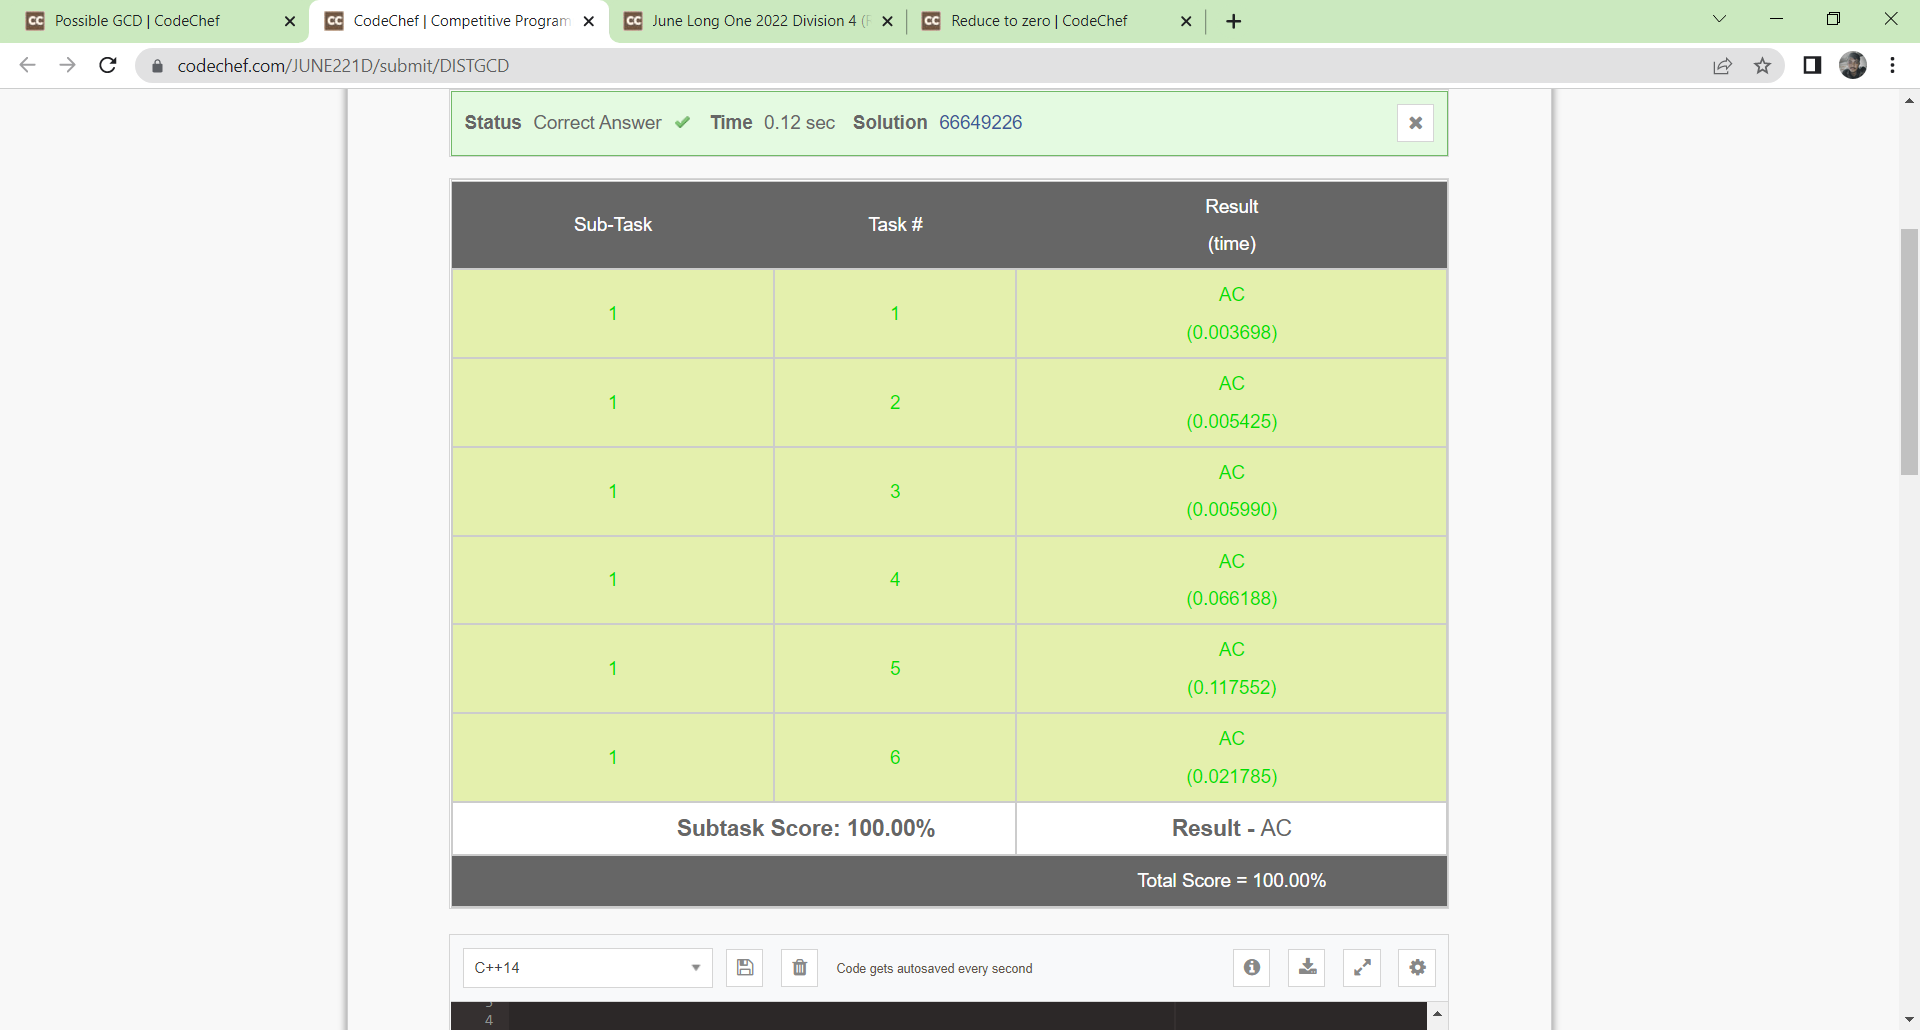 CC Possible GCD | CodeChef
CC CodeChef | Competitive Program
CC June Long One 2022 Division 4 (
CC Reduce to zero | CodeChef
codechef.com/JUNE221D/submit/DISTGCD
Status Correct Answer Time 0.12 sec Solution 66649226
Sub-Task Task # Result
(time)
1 1 AC
(0.003698)
1 2 AC
(0.005425)
1 3 AC
(0.005990)
1 4 AC
(0.066188)
1 5 AC
(0.117552)
1 6 AC
(0.021785)
Subtask Score: 100.00% Result - AC
Total Score = 100.00%
C++14 Code gets autosaved every second
4